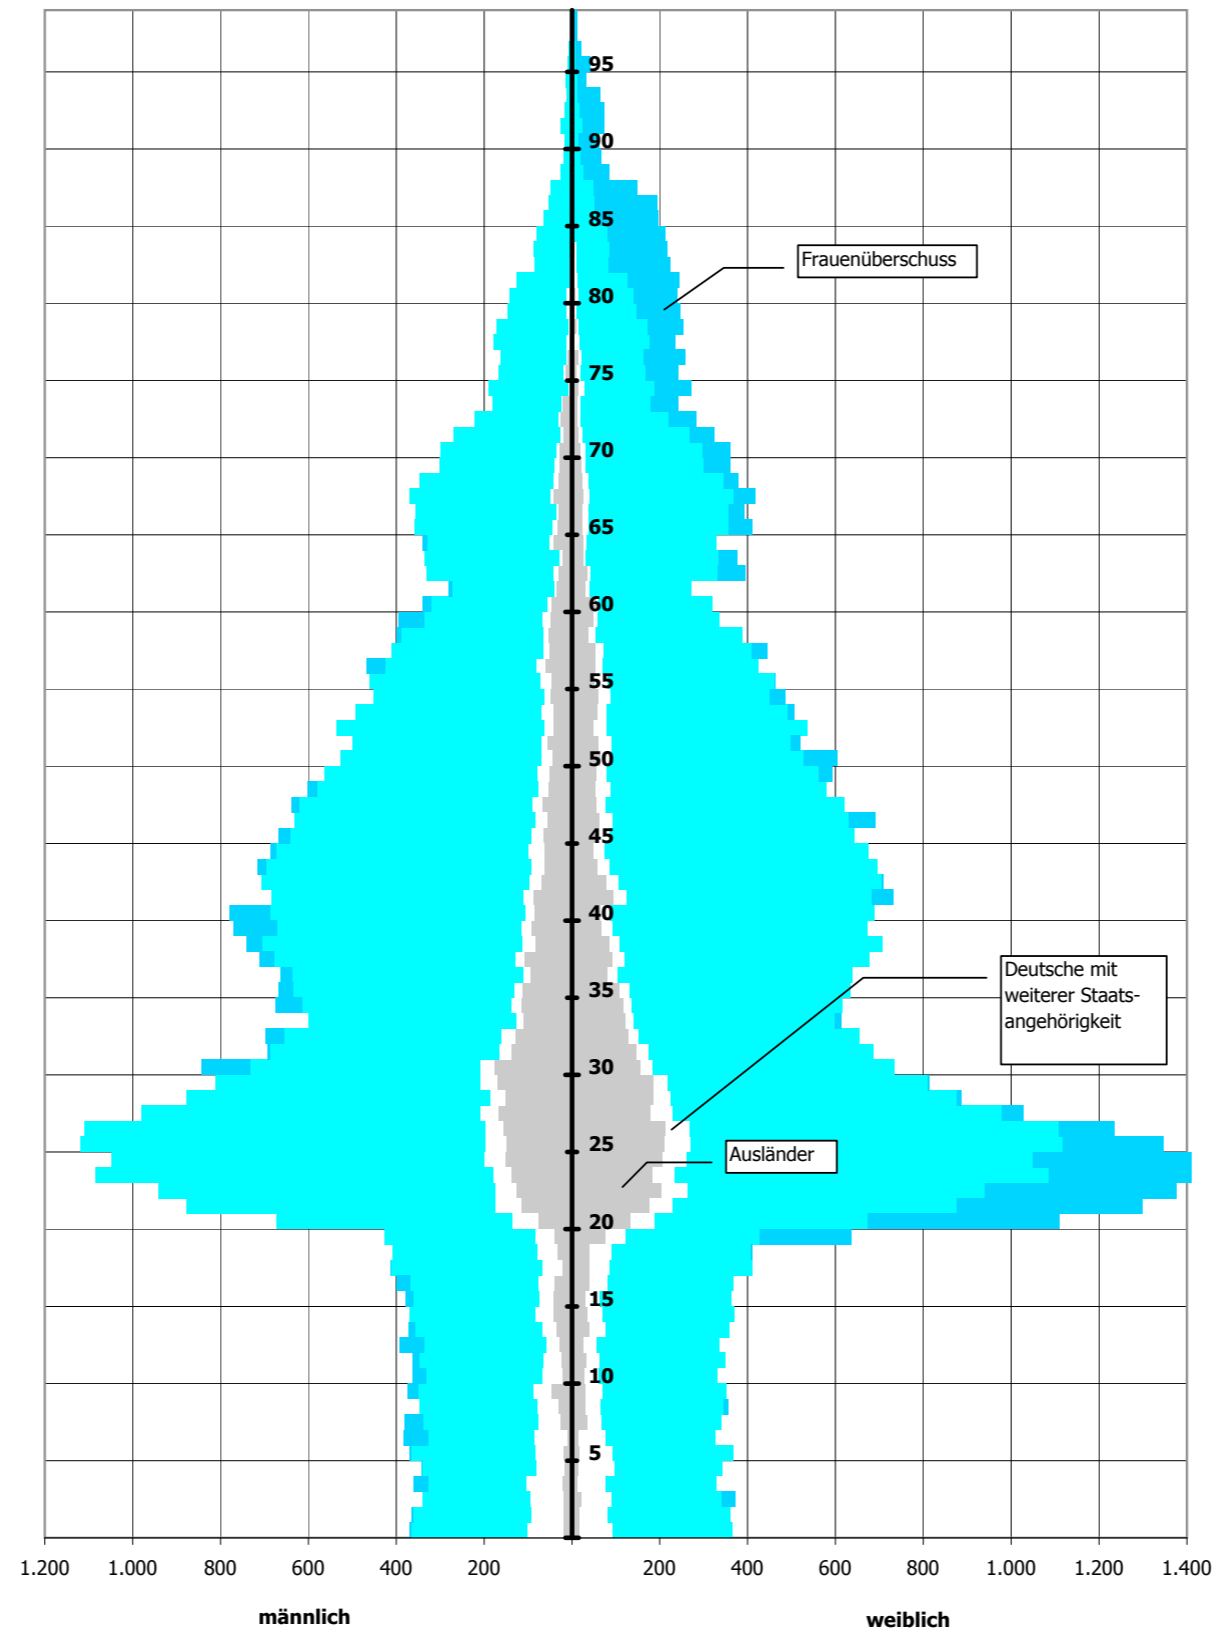 95
90
85
Frauenüberschuss
80
75
70
65
60
55
50
45
40
Deutsche mit
weiterer Staats-
angehörigkeit
35
30
25
Ausländer
20
15
10
5
1.200 1.000 800 600 400 200 200 400 600 800 1.000 1.200 1.400
männlich weiblich